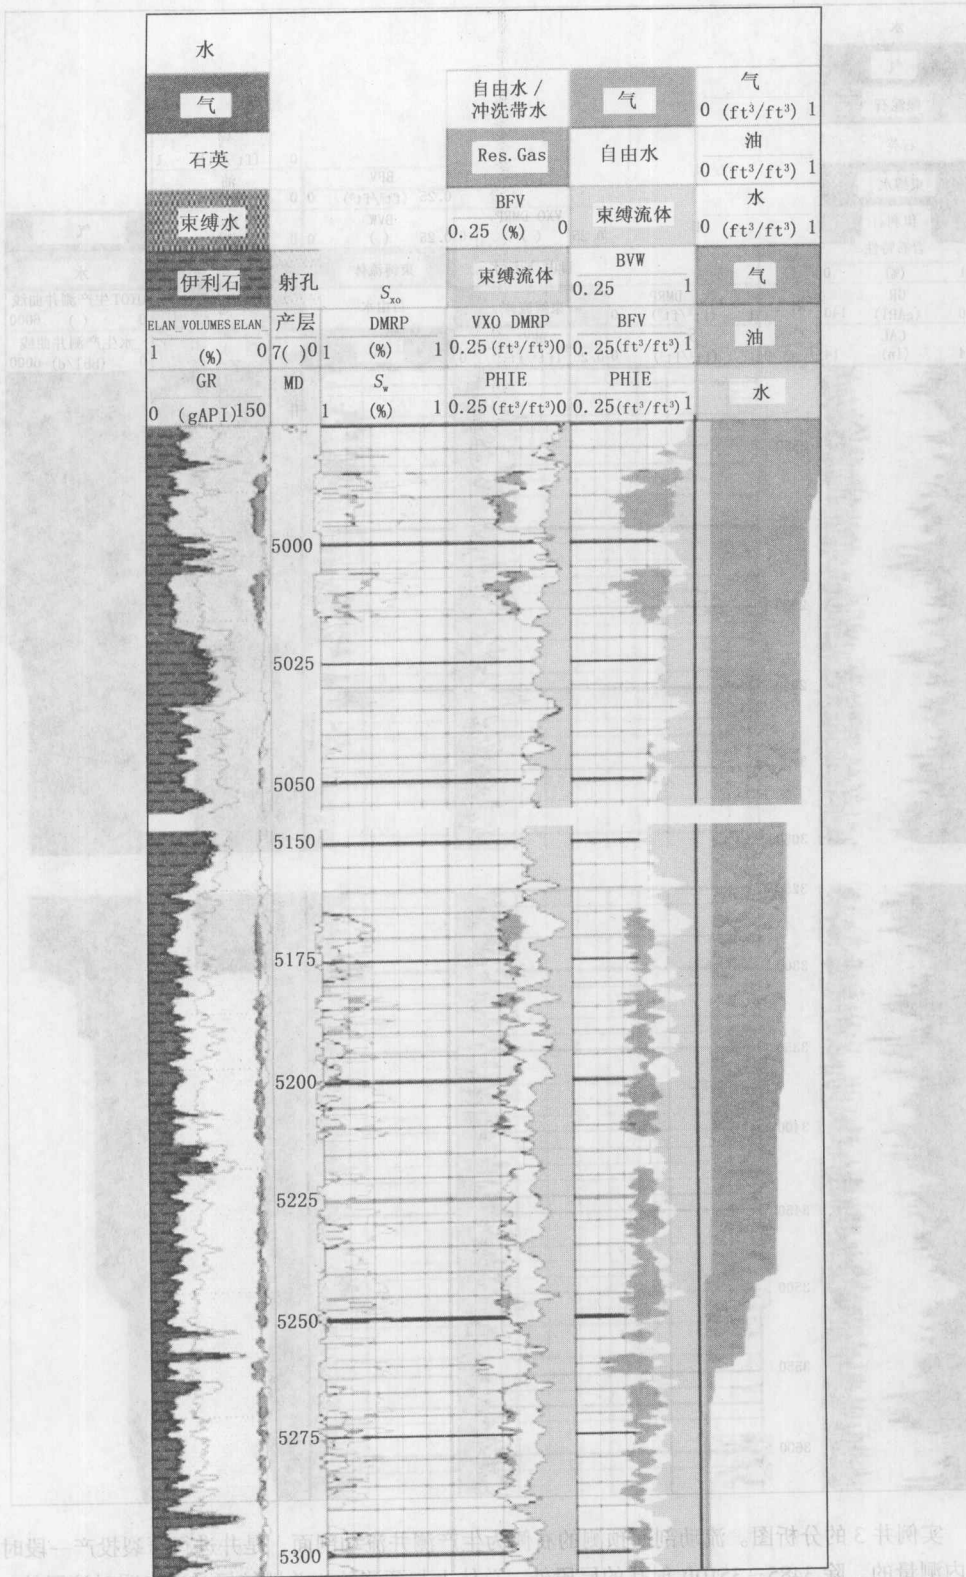 水
气
石英
束缚水
伊利石
ELAN_VOLUMES ELAN_
1 (%) 0
GR
0 (gAPI) 150
射孔
产层
7( )0
MD
S_xo
DMRP
1 (%) 1
S_w
1 (%) 1
自由水 /
冲洗带水
Res. Gas
BFV
0.25 (%) 0
束缚流体
VXO DMRP
0.25 (ft³/ft³) 0
PHIE
0.25 (ft³/ft³) 0
气
自由水
束缚流体
BVW
0.25 1
BFV
0.25 (ft³/ft³) 1
PHIE
0.25 (ft³/ft³) 1
气
0 (ft³/ft³) 1
油
0 (ft³/ft³) 1
水
0 (ft³/ft³) 1
气
油
水
5000
5025
5050
5150
5175
5200
5225
5250
5275
5300